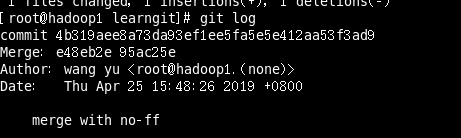 1 files changed, 1 insertions(+), 1 deletions(-)
[root@hadoop1 learngit]# git log
commit 4b319aee8a73da93ef1ee5fa5e5e412aa53f3ad9
Merge: e48eb2e 95ac25e
Author: wang yu <root@hadoop1.(none)>
Date:   Thu Apr 25 15:48:26 2019 +0800
    merge with no-ff